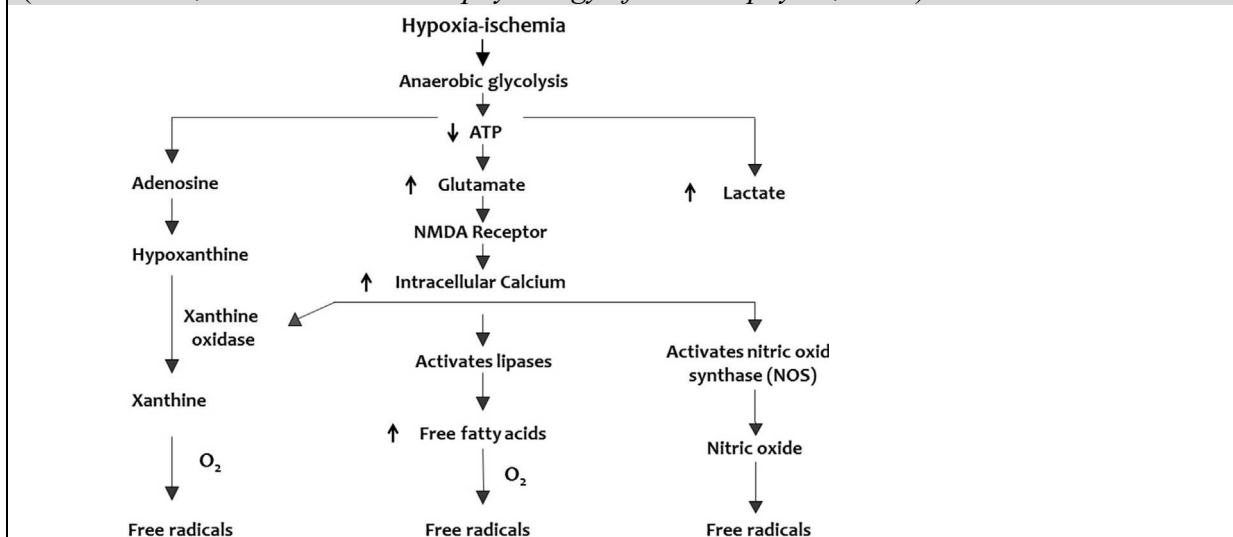 Hypoxia-ischemia
Anaerobic glycolysis
↓ ATP
Adenosine
↑ Glutamate
↑ Lactate
NMDA Receptor
Hypoxanthine
↑ Intracellular Calcium
Xanthine
oxidase
Activates lipases
Activates nitric oxid
synthase (NOS)
Xanthine
↑ Free fatty acids
Nitric oxide
O₂
O₂
Free radicals
Free radicals
Free radicals